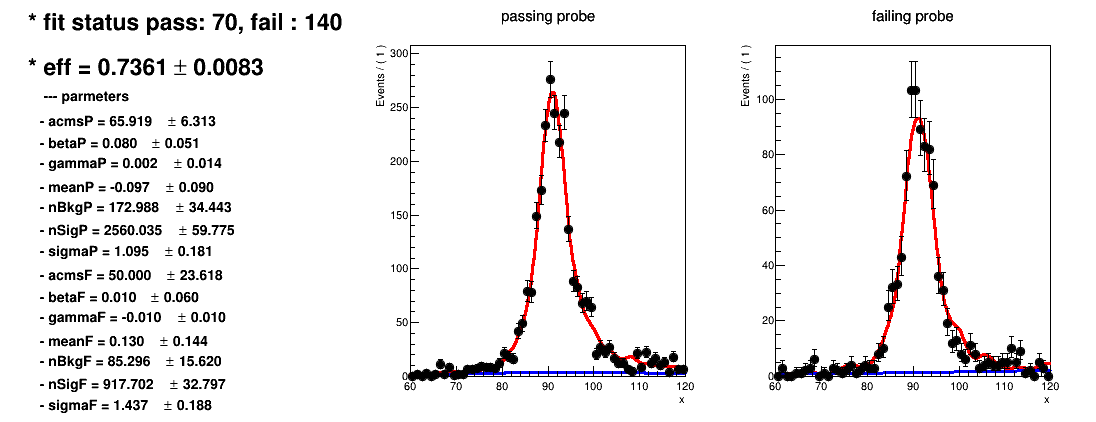 * fit status pass: 70, fail : 140
* eff = 0.7361 ± 0.0083
--- parmeters
- acmsP = 65.919 ± 6.313
- betaP = 0.080 ± 0.051
- gammaP = 0.002 ± 0.014
- meanP = -0.097 ± 0.090
- nBkgP = 172.988 ± 34.443
- nSigP = 2560.035 ± 59.775
- sigmaP = 1.095 ± 0.181
- acmsF = 50.000 ± 23.618
- betaF = 0.010 ± 0.060
- gammaF = -0.010 ± 0.010
- meanF = 0.130 ± 0.144
- nBkgF = 85.296 ± 15.620
- nSigF = 917.702 ± 32.797
- sigmaF = 1.437 ± 0.188
passing probe
Events / ( 1 )
300
250
200
150
100
50
0
60 70 80 90 100 110 120
x
failing probe
Events / ( 1 )
100
80
60
40
20
0
60 70 80 90 100 110 120
x